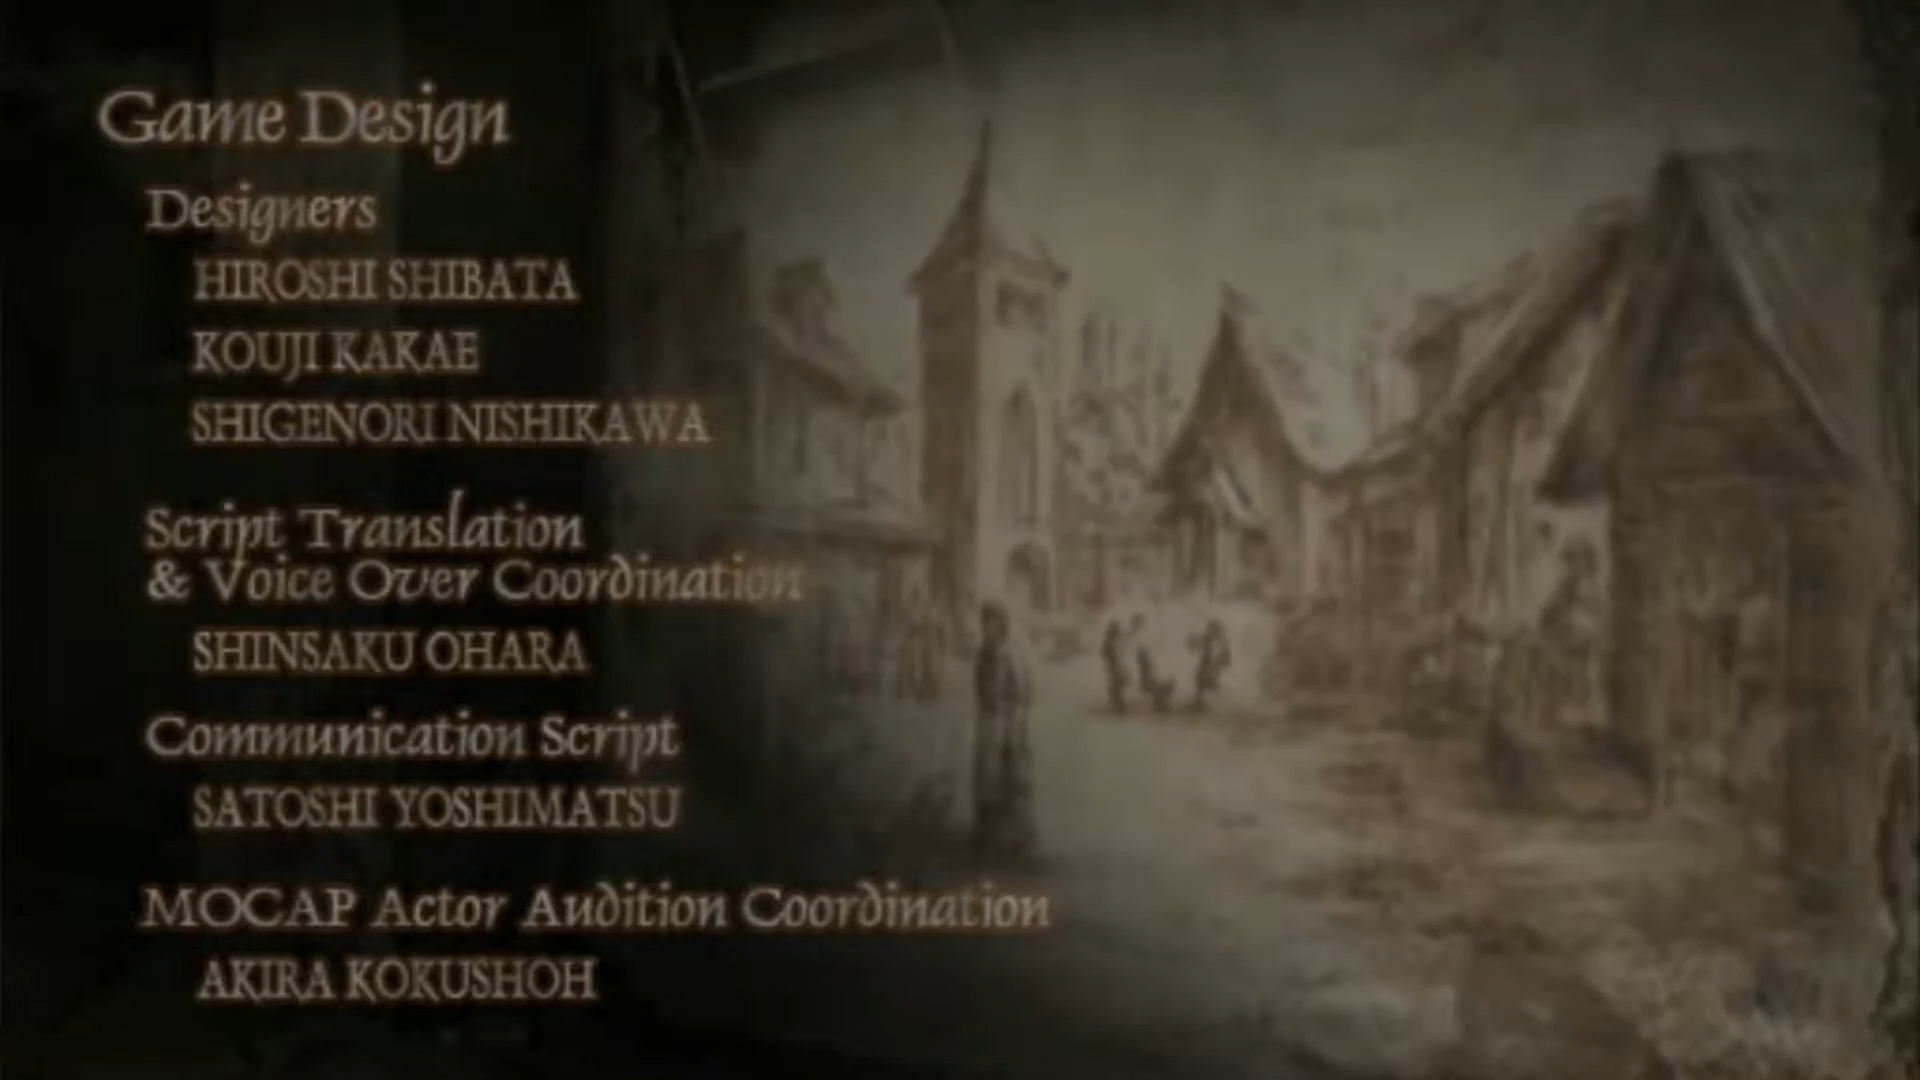 Game Design
Designers
HIROSHI SHIBATA
KOUJI KAKAE
SHIGENORI NISHIKAWA
Script Translation
& Voice Over Coordination
SHINSAKU OHARA
Communication Script
SATOSHI YOSHIMATSU
MOCAP Actor Audition Coordination
AKIRA KOKUSHOH